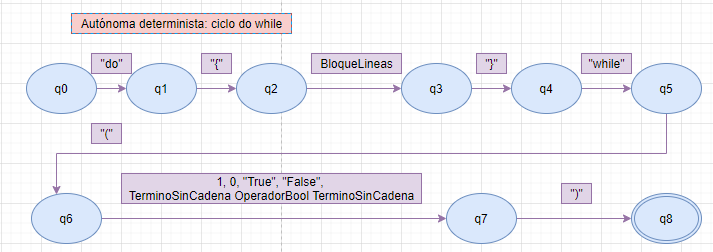 Autónoma determinista: ciclo do while
"do"
"{"
BloqueLineas
"}"
"while"
q0
q1
q2
q3
q4
q5
"("
1, 0, "True", "False",
TerminoSinCadena OperadorBool TerminoSinCadena
")"
q6
q7
q8